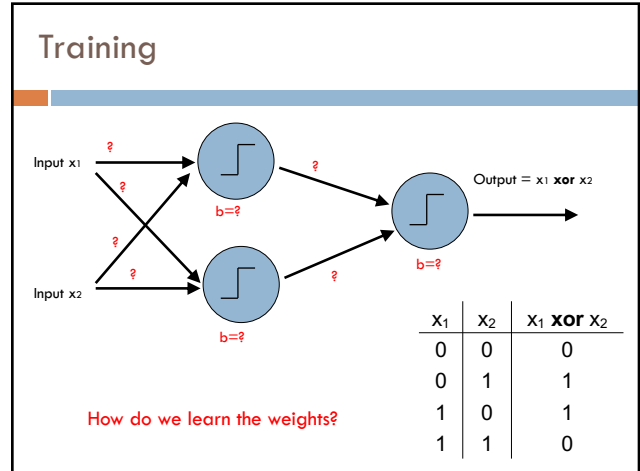 Training
Input x1
?
?
?
?
b=?
b=?
?
?
b=?
Output = x1 xor x2
Input x2
x1 x2 x1 xor x2
0 0 0
0 1 1
1 0 1
1 1 0
How do we learn the weights?